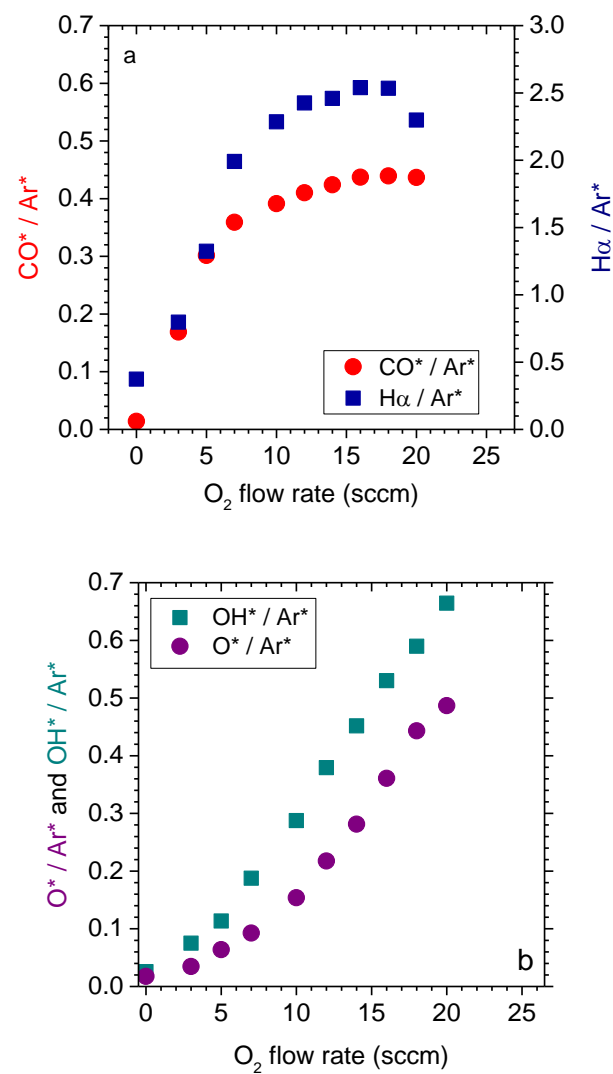 a
0.7
0.6
0.5
0.4
0.3
0.2
0.1
0.0
CO* / Ar*
3.0
2.5
2.0
1.5
1.0
0.5
0.0
Hα / Ar*
CO* / Ar*
Hα / Ar*
0 5 10 15 20 25
O₂ flow rate (sccm)
0.7
0.6
0.5
0.4
0.3
0.2
0.1
0.0
O* / Ar* and OH* / Ar*
OH* / Ar*
O* / Ar*
b
0 5 10 15 20 25
O₂ flow rate (sccm)